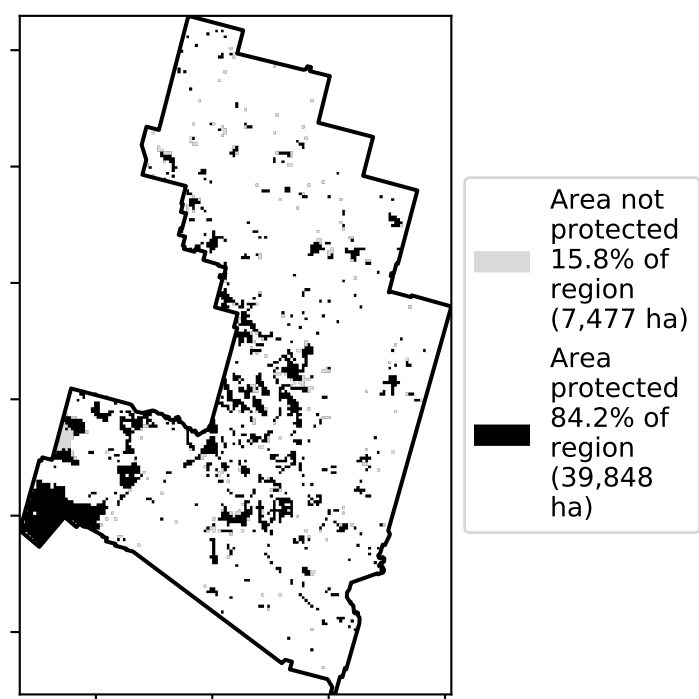 Area not
protected
15.8% of
region
(7,477 ha)
Area
protected
84.2% of
region
(39,848
ha)